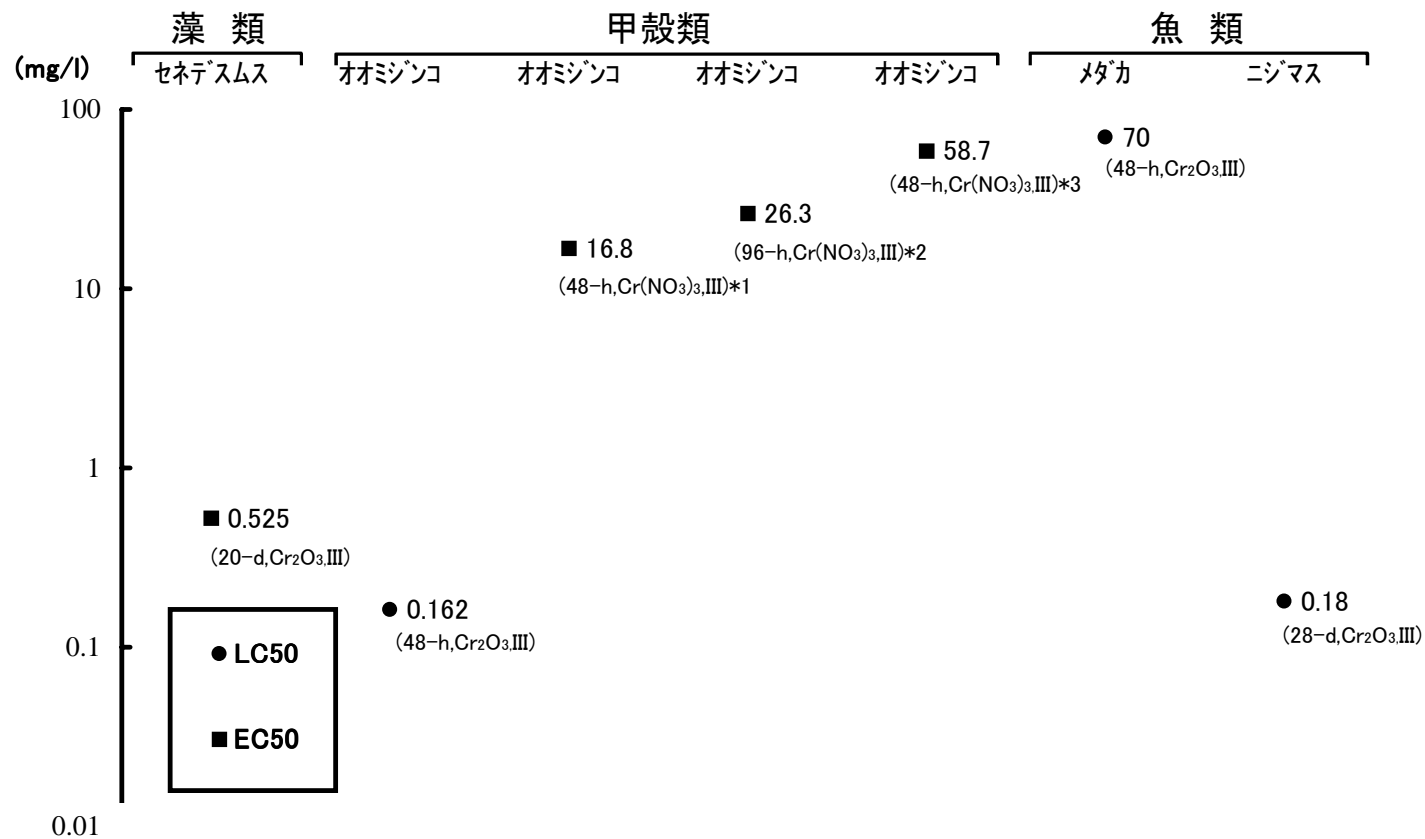 藻 類 甲殻類 魚 類
(mg/l) ｾﾈﾃﾞｽﾑｽ ｵｵﾐｼﾞﾝｺ ｵｵﾐｼﾞﾝｺ ｵｵﾐｼﾞﾝｺ ｵｵﾐｼﾞﾝｺ ﾒﾀﾞｶ ﾆｼﾞﾏｽ
100
70
58.7
(48-h,Cr₂O₃,III)
(48-h,Cr(NO₃)₃,III)*3
26.3
16.8
(96-h,Cr(NO₃)₃,III)*2
(48-h,Cr(NO₃)₃,III)*1
10
1
0.525
(20-d,Cr₂O₃,III)
0.162
0.18
(48-h,Cr₂O₃,III)
(28-d,Cr₂O₃,III)
0.1
LC50
EC50
0.01